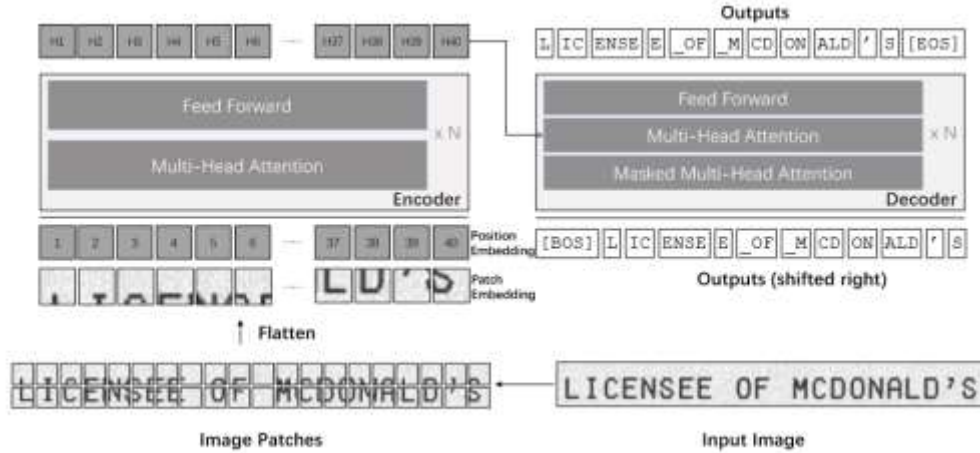 Outputs
H1 H2 H3 H4 H5 H6 ...... H37 H38 H39 H40
L IC ENSE E _OF _M CD ON ALD ' S [EOS]
Feed Forward
Multi-Head Attention
x N
Encoder
Feed Forward
Multi-Head Attention
Masked Multi-Head Attention
x N
Decoder
1 2 3 4 5 6 ...... 37 38 39 40
Position
Embedding
[BOS] L IC ENSE E _OF _M CD ON ALD ' S
LICENSE
LD'S
Patch
Embedding
Outputs (shifted right)
Flatten
LICENSEE OF MCDONALD'S
LICENSEE OF MCDONALD'S
Image Patches
Input Image